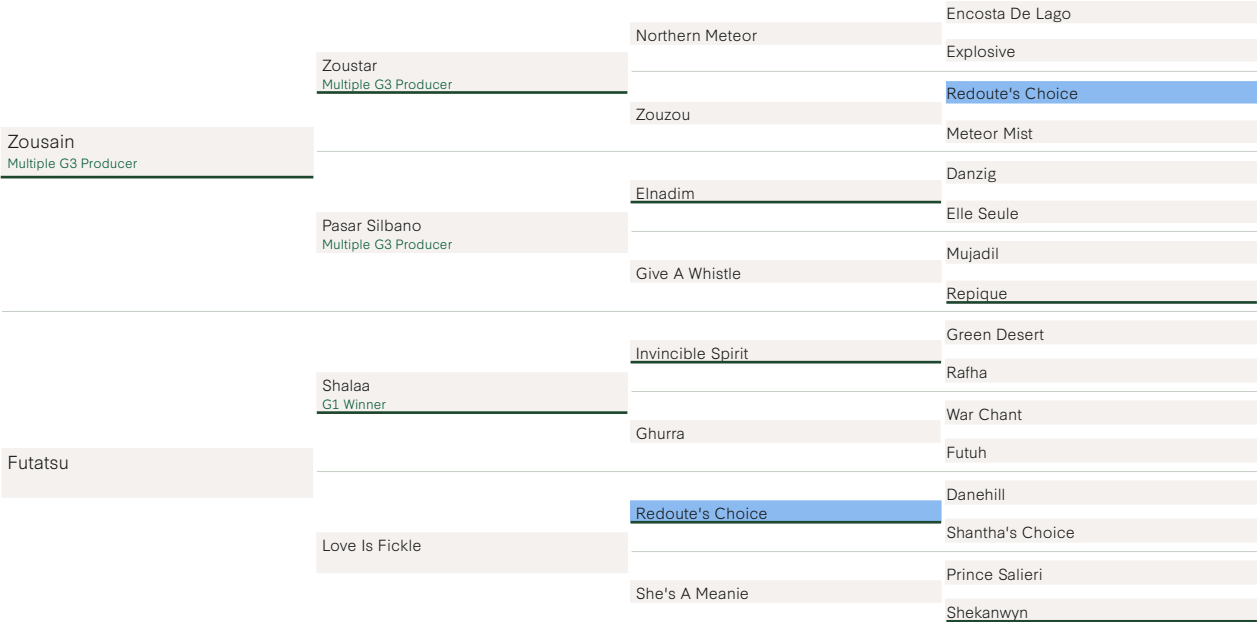 Zousain
Multiple G3 Producer
Futatsu
Zoustar
Multiple G3 Producer
Pasar Silbano
Multiple G3 Producer
Shalaa
G1 Winner
Love Is Fickle
Northern Meteor
Zouzou
Elnadim
Give A Whistle
Invincible Spirit
Ghurra
Redoute's Choice
She's A Meanie
Encosta De Lago
Explosive
Redoute's Choice
Meteor Mist
Danzig
Elle Seule
Mujadil
Repique
Green Desert
Rafha
War Chant
Futuh
Danehill
Shantha's Choice
Prince Salieri
Shekanwyn